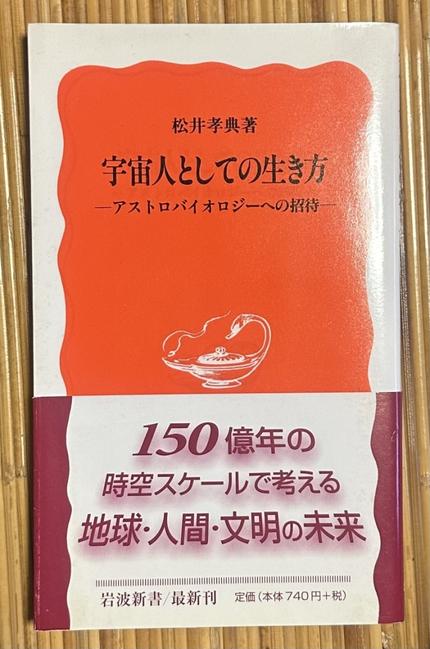 松井孝典著
宇宙人としての生き方
―アストロバイオロジーへの招待―
150億年の
時空スケールで考える
地球・人間・文明の未来
岩波新書/最新刊 定価(本体740円+税)